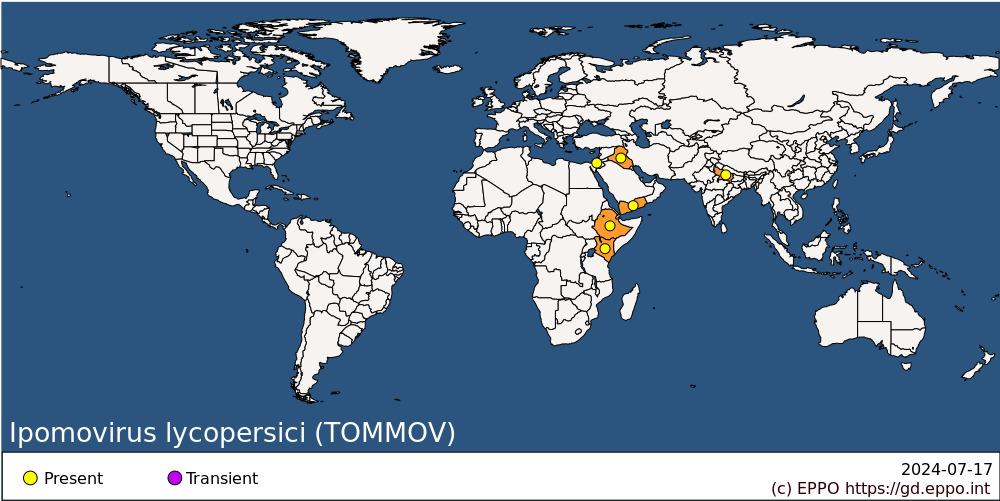 Ipomovirus lycopersici (TOMMOV)
Present
Transient
2024-07-17
(c) EPPO https://gd.eppo.int